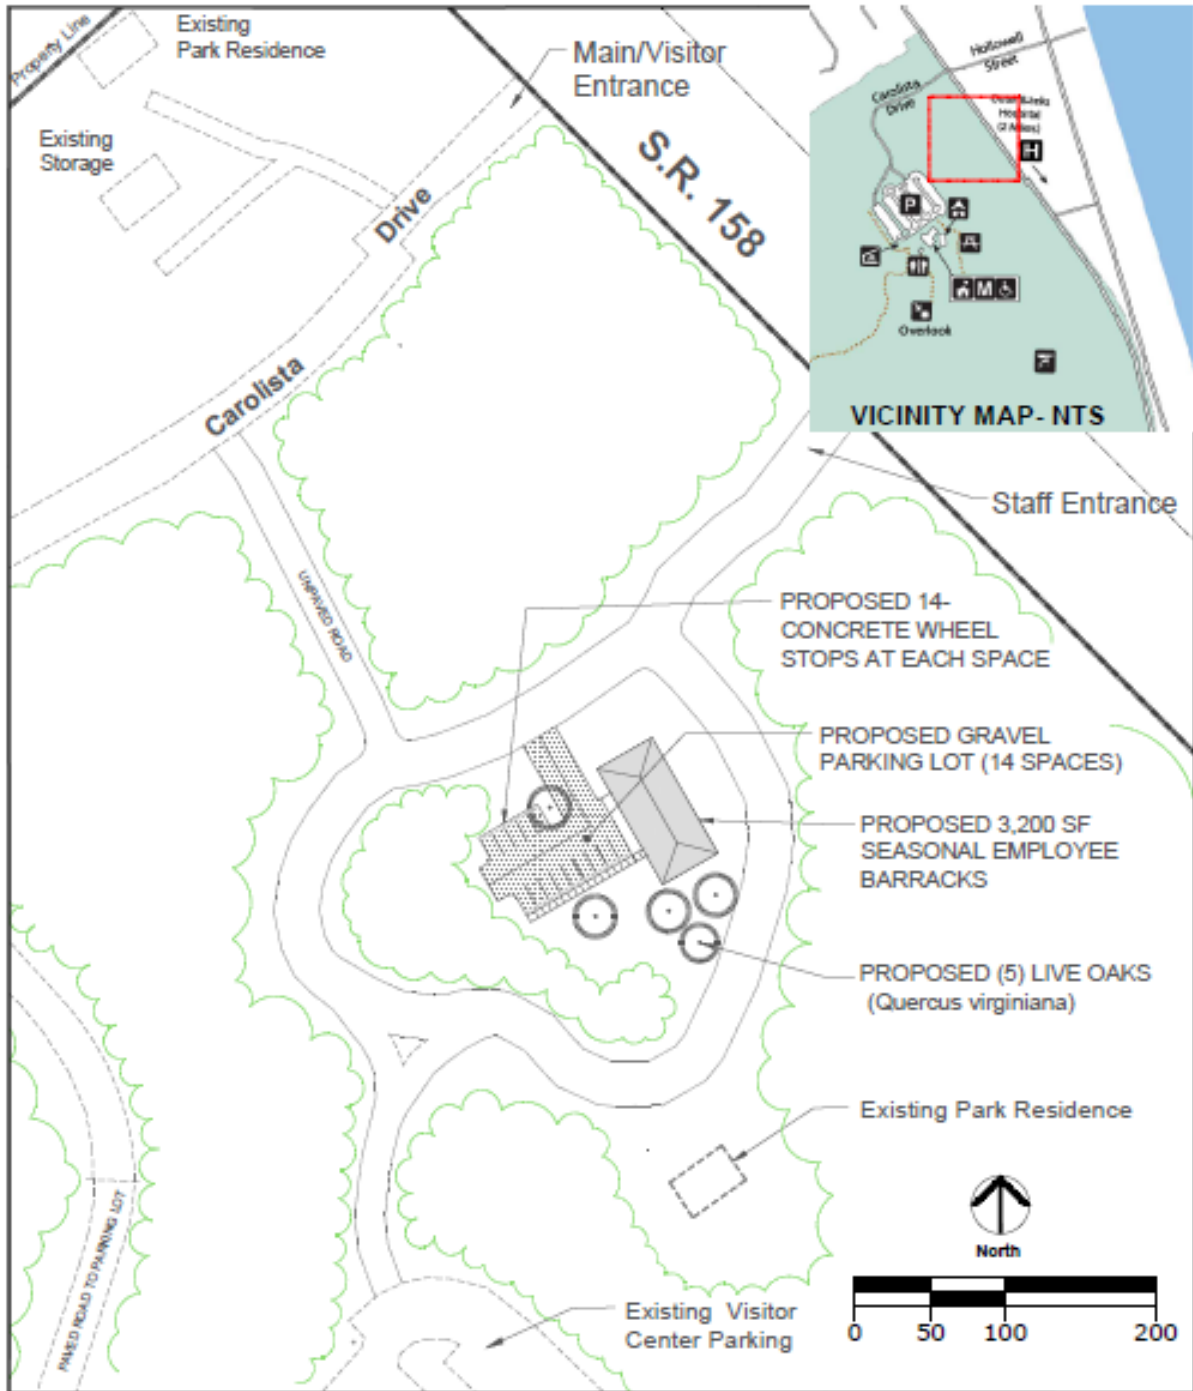 Property Line
Existing
Park Residence
Existing
Storage
Main/Visitor
Entrance
S.R. 158
Carolista
Drive
Hollowell
Street
Carolista
Drive
Hospital
(2 Miles)
H
P
M
Overlook
VICINITY MAP- NTS
Staff Entrance
UNPAVED ROAD
PROPOSED 14-
CONCRETE WHEEL
STOPS AT EACH SPACE
PROPOSED GRAVEL
PARKING LOT (14 SPACES)
PROPOSED 3,200 SF
SEASONAL EMPLOYEE
BARRACKS
PROPOSED (5) LIVE OAKS
(Quercus virginiana)
Existing Park Residence
PAVED ROAD TO PARKING LOT
Existing Visitor
Center Parking
North
0 50 100 200